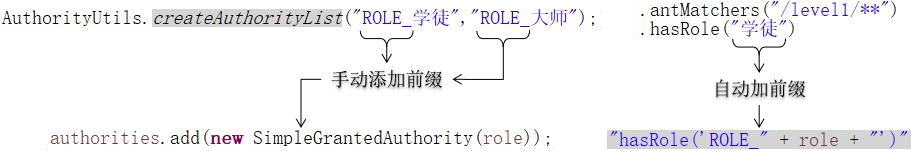 AuthorityUtils.createAuthorityList("ROLE_学徒","ROLE_大师");
手动添加前缀
authorities.add(new SimpleGrantedAuthority(role));
.antMatchers("/level1/**")
.hasRole("学徒")
自动加前缀
"hasRole('ROLE_" + role + "')"